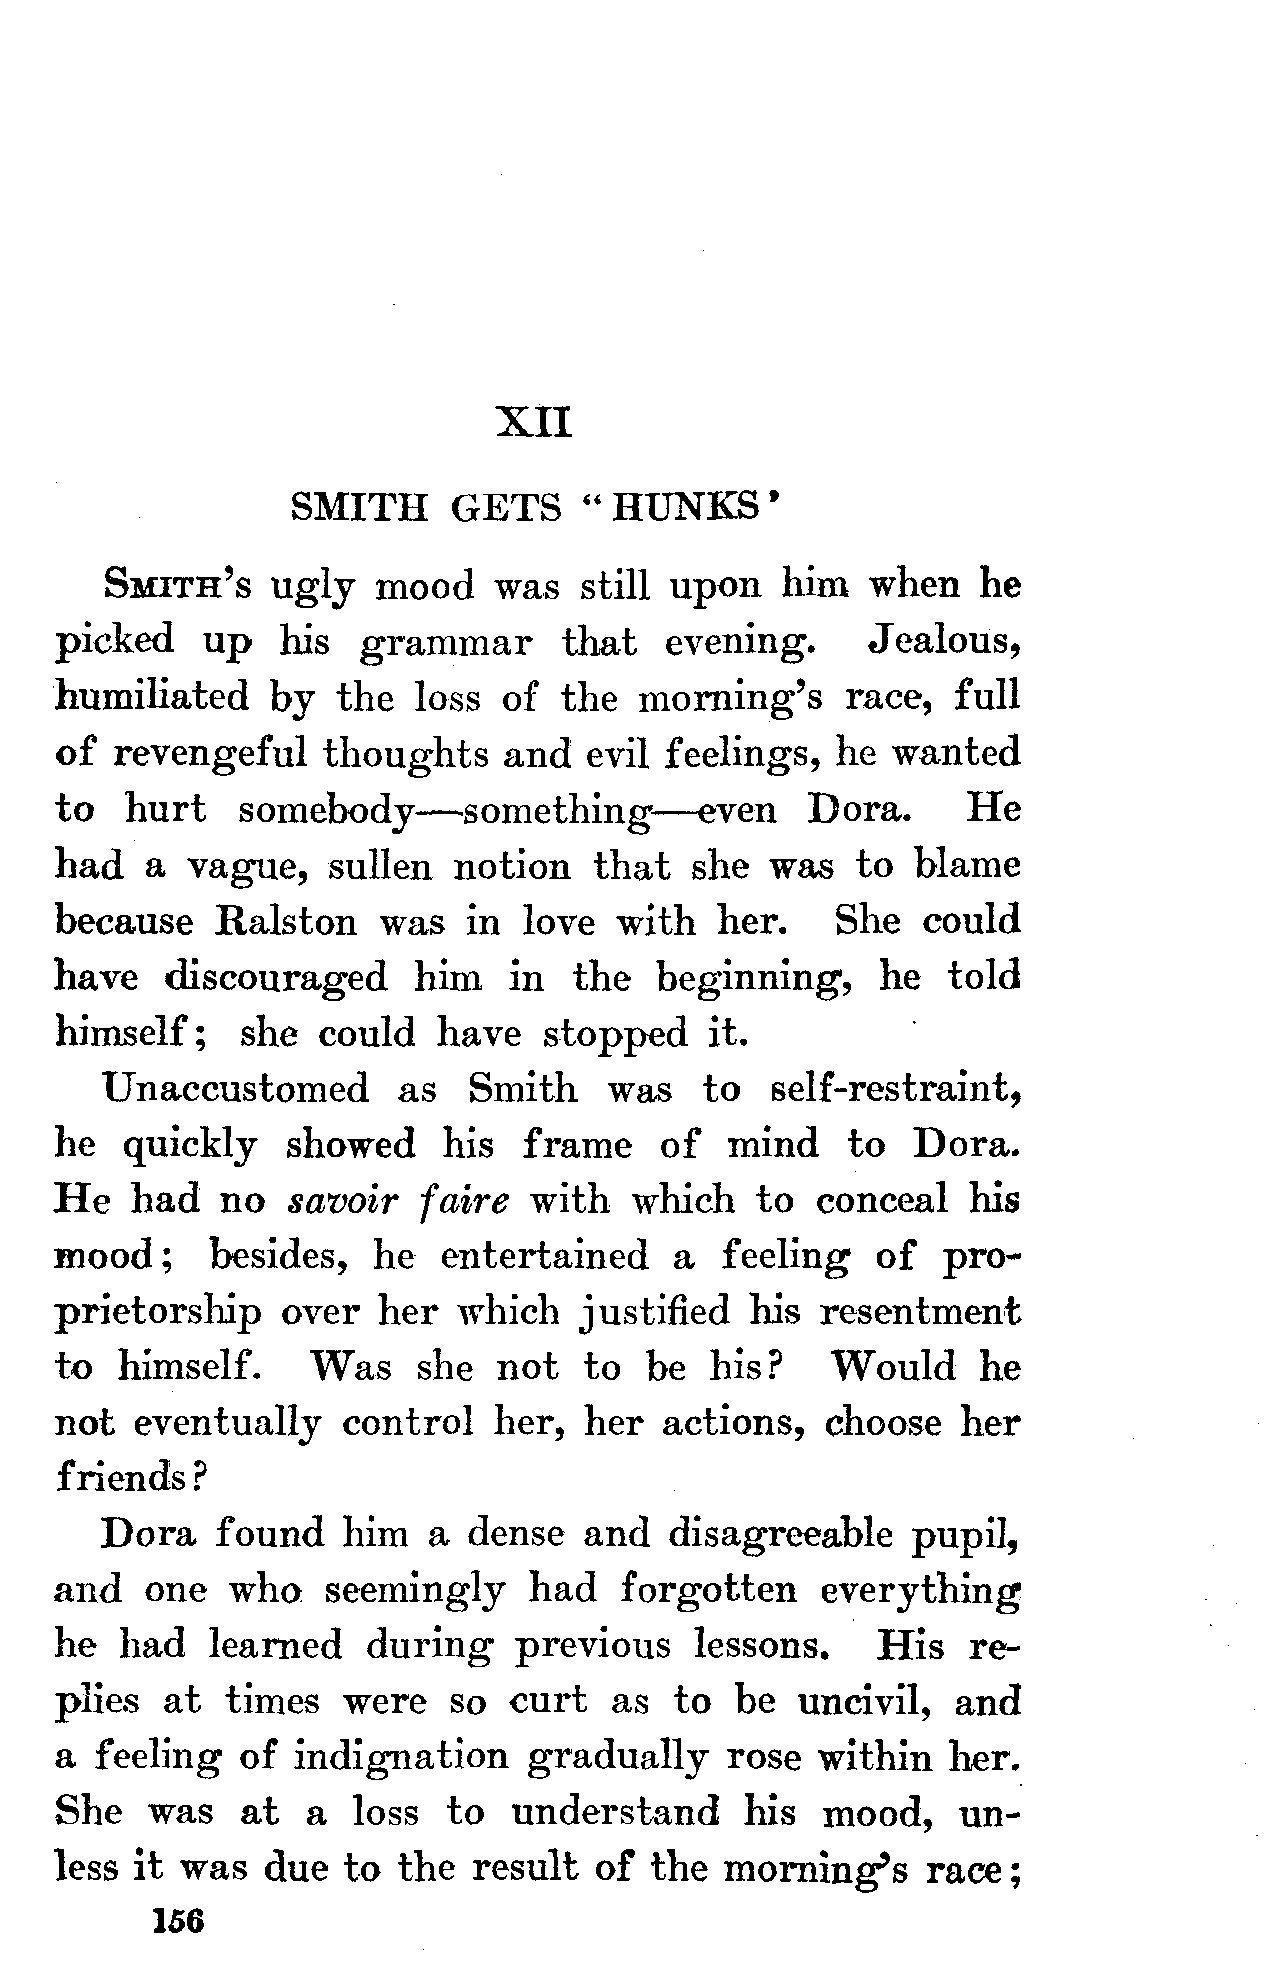 XII
SMITH GETS “HUNKS’
SMITH’S ugly mood was still upon him when he
picked up his grammar that evening. Jealous,
humiliated by the loss of the morning’s race, full
of revengeful thoughts and evil feelings, he wanted
to hurt somebody—something—even Dora. He
had a vague, sullen notion that she was to blame
because Ralston was in love with her. She could
have discouraged him in the beginning, he told
himself; she could have stopped it.
Unaccustomed as Smith was to self-restraint,
he quickly showed his frame of mind to Dora.
He had no savoir faire with which to conceal his
mood; besides, he entertained a feeling of pro-
prietorship over her which justified his resentment
to himself. Was she not to be his? Would he
not eventually control her, her actions, choose her
friends?
Dora found him a dense and disagreeable pupil,
and one who seemingly had forgotten everything
he had learned during previous lessons. His re-
plies at times were so curt as to be uncivil, and
a feeling of indignation gradually rose within her.
She was at a loss to understand his mood, un-
less it was due to the result of the morning’s race;
156